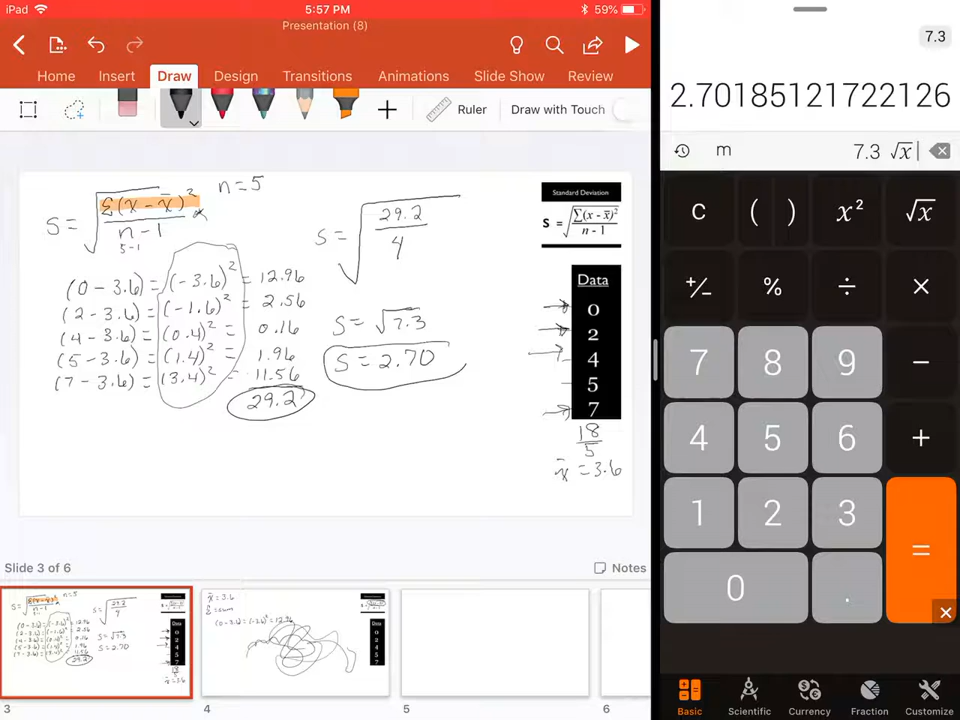 iPad
5:57 PM
59%
Presentation (8)
Home Insert Draw Design Transitions Animations Slide Show Review
Ruler Draw with Touch
S = √ Σ(x - x̄)² / n - 1
5-1
n = 5
(0 - 3.6) = (-3.6)² = 12.96
(2 - 3.6) = (-1.6)² = 2.56
(4 - 3.6) = (0.4)² = 0.16
(5 - 3.6) = (1.4)² = 1.96
(7 - 3.6) = (3.4)² = 11.56
29.2
S = √ 29.2 / 4
S = √7.3
S = 2.70
Standard Deviation
S = √ Σ(x - x̄)² / n - 1
Data
0
2
4
5
7
18
5
x̄ = 3.6
Slide 3 of 6
Notes
3
4
5
6
7.3
2.70185121722126
m
7.3 √x
C ( ) x² √x
+/- % ÷ ×
7 8 9 −
4 5 6 +
1 2 3 =
0 .
Basic Scientific Currency Fraction Customize